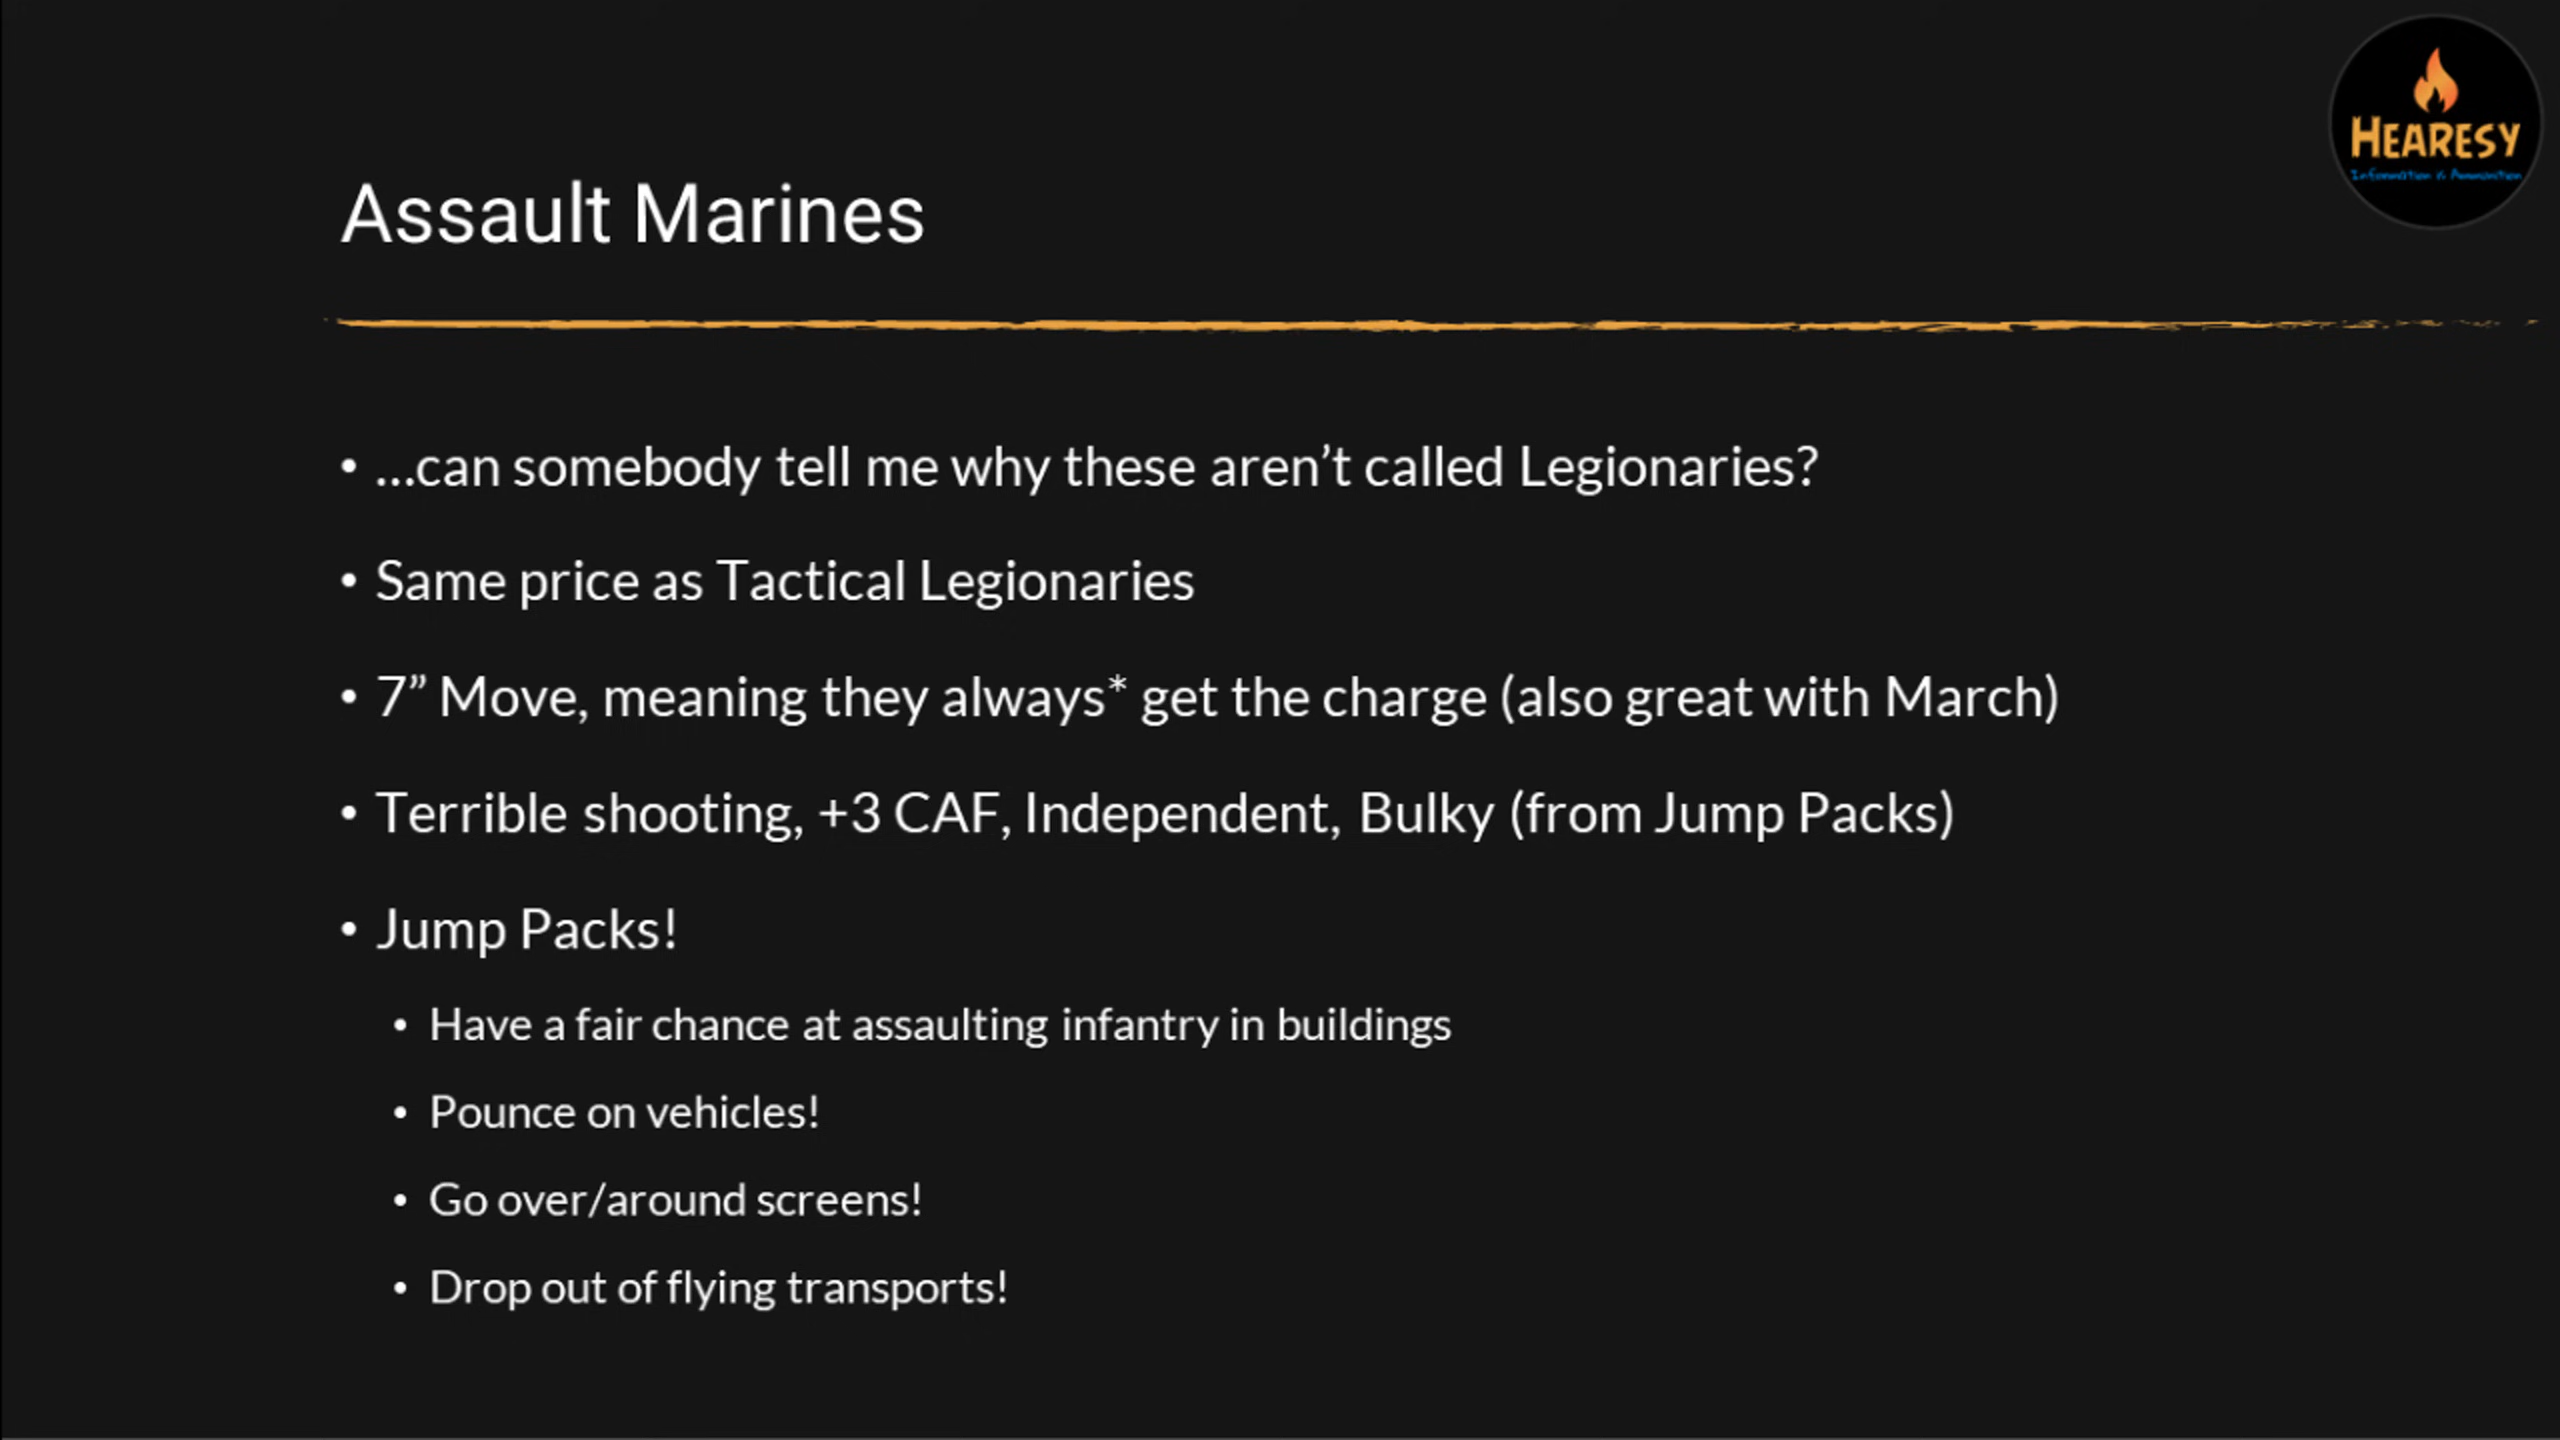 HEARESY
Information is Ammunition
Assault Marines
• …can somebody tell me why these aren’t called Legionaries?
• Same price as Tactical Legionaries
• 7” Move, meaning they always* get the charge (also great with March)
• Terrible shooting, +3 CAF, Independent, Bulky (from Jump Packs)
• Jump Packs!
• Have a fair chance at assaulting infantry in buildings
• Pounce on vehicles!
• Go over/around screens!
• Drop out of flying transports!